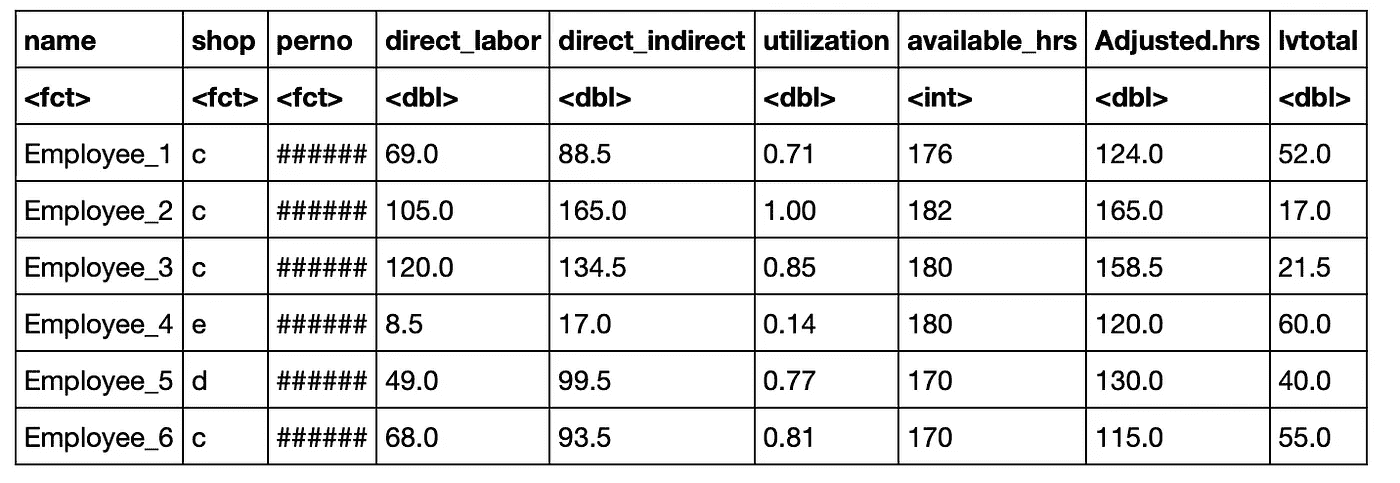 name shop perno direct_labor direct_indirect utilization available_hrs Adjusted.hrs lvtotal
<fct> <fct> <fct> <dbl> <dbl> <dbl> <int> <dbl> <dbl>
Employee_1 c ###### 69.0 88.5 0.71 176 124.0 52.0
Employee_2 c ###### 105.0 165.0 1.00 182 165.0 17.0
Employee_3 c ###### 120.0 134.5 0.85 180 158.5 21.5
Employee_4 e ###### 8.5 17.0 0.14 180 120.0 60.0
Employee_5 d ###### 49.0 99.5 0.77 170 130.0 40.0
Employee_6 c ###### 68.0 93.5 0.81 170 115.0 55.0